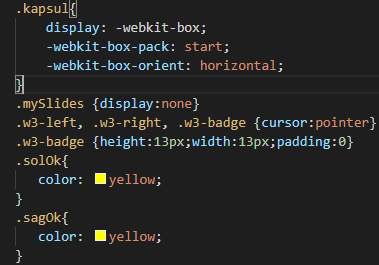 .kapsul{
display: -webkit-box;
-webkit-box-pack: start;
-webkit-box-orient: horizontal;
}
.mySlides {display:none}
.w3-left, .w3-right, .w3-badge {cursor:pointer}
.w3-badge {height:13px;width:13px;padding:0}
.solOk{
color: yellow;
}
.sagOk{
color: yellow;
}